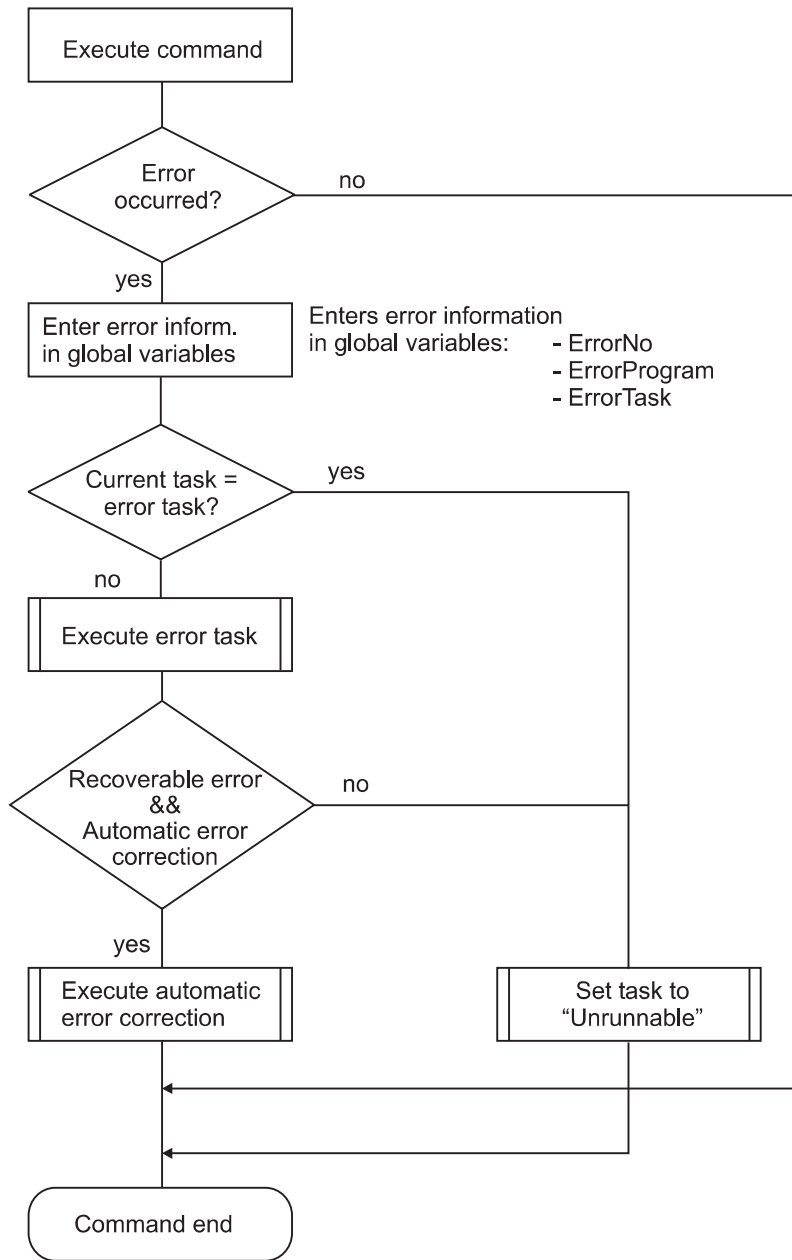 Execute command
Error
occurred?
no
yes
Enter error inform.
in global variables
Enters error information
in global variables: - ErrorNo
- ErrorProgram
- ErrorTask
Current task =
error task?
yes
no
Execute error task
Recoverable error
&&
Automatic error
correction
no
yes
Execute automatic
error correction
Set task to
“Unrunnable”
Command end